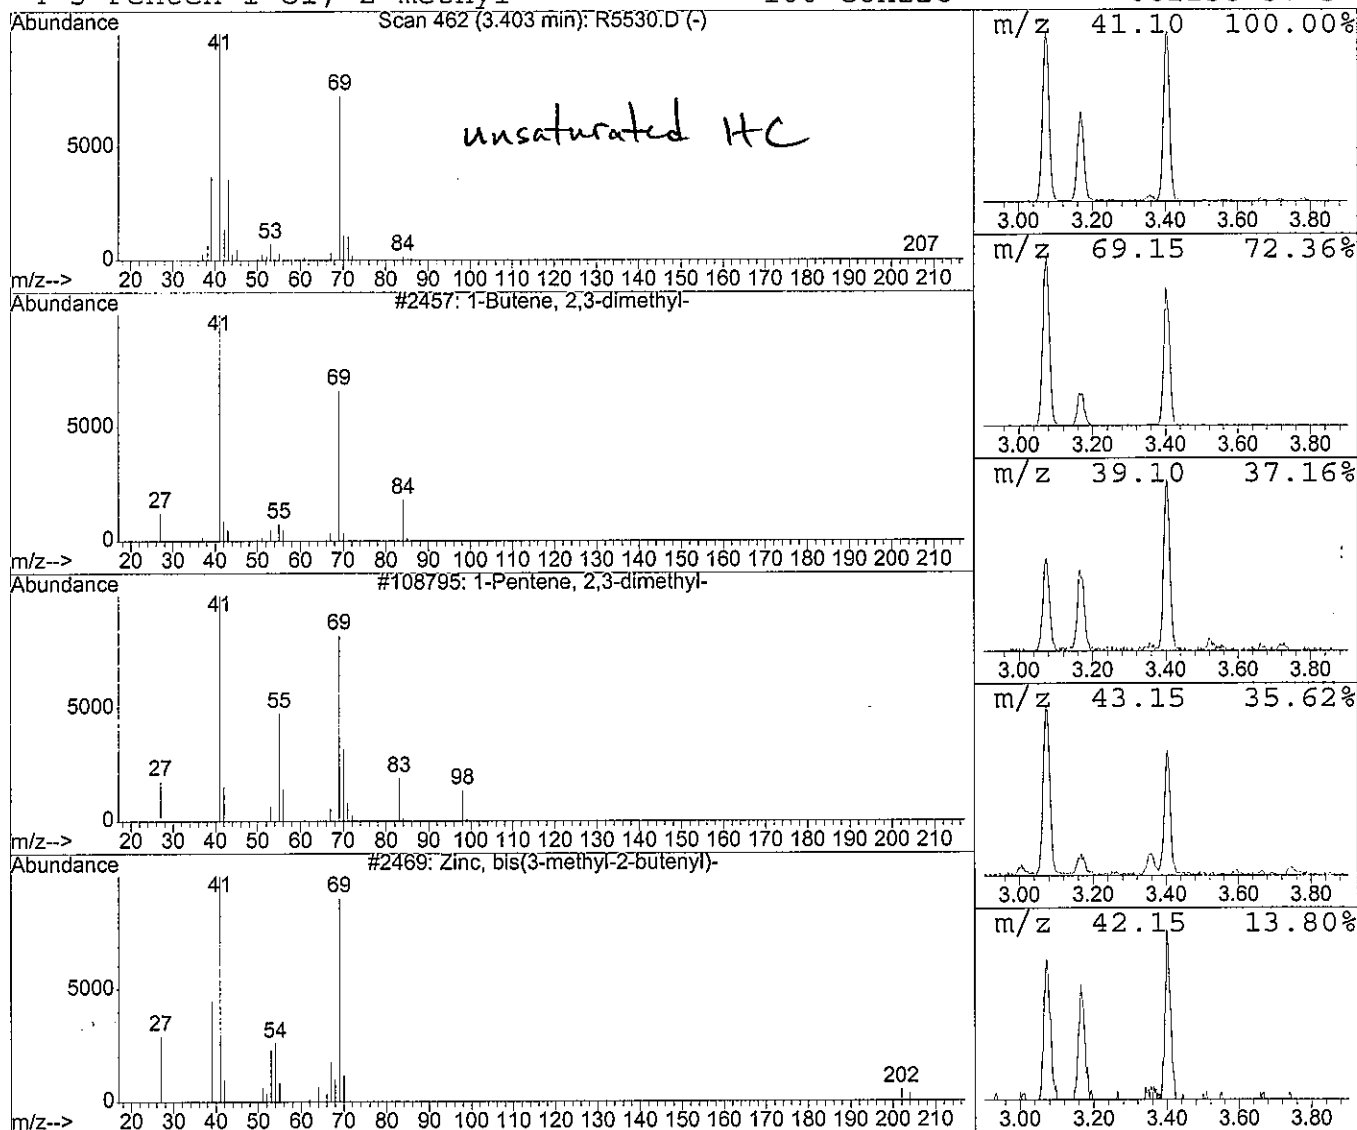 Abundance Scan 462 (3.403 min): R5530.D (-)
41
69
unsaturated HC
5000
53
84
207
0
m/z--> 20 30 40 50 60 70 80 90 100 110 120 130 140 150 160 170 180 190 200 210
Abundance #2457: 1-Butene, 2,3-dimethyl-
41
69
5000
84
27
55
0
m/z--> 20 30 40 50 60 70 80 90 100 110 120 130 140 150 160 170 180 190 200 210
Abundance #108795: 1-Pentene, 2,3-dimethyl-
41
69
55
5000
83
27
98
0
m/z--> 20 30 40 50 60 70 80 90 100 110 120 130 140 150 160 170 180 190 200 210
Abundance #2469: Zinc, bis(3-methyl-2-butenyl)-
41
69
5000
27
54
202
0
m/z--> 20 30 40 50 60 70 80 90 100 110 120 130 140 150 160 170 180 190 200 210
m/z 41.10 100.00%
3.00 3.20 3.40 3.60 3.80
m/z 69.15 72.36%
3.00 3.20 3.40 3.60 3.80
m/z 39.10 37.16%
3.00 3.20 3.40 3.60 3.80
m/z 43.15 35.62%
3.00 3.20 3.40 3.60 3.80
m/z 42.15 13.80%
3.00 3.20 3.40 3.60 3.80